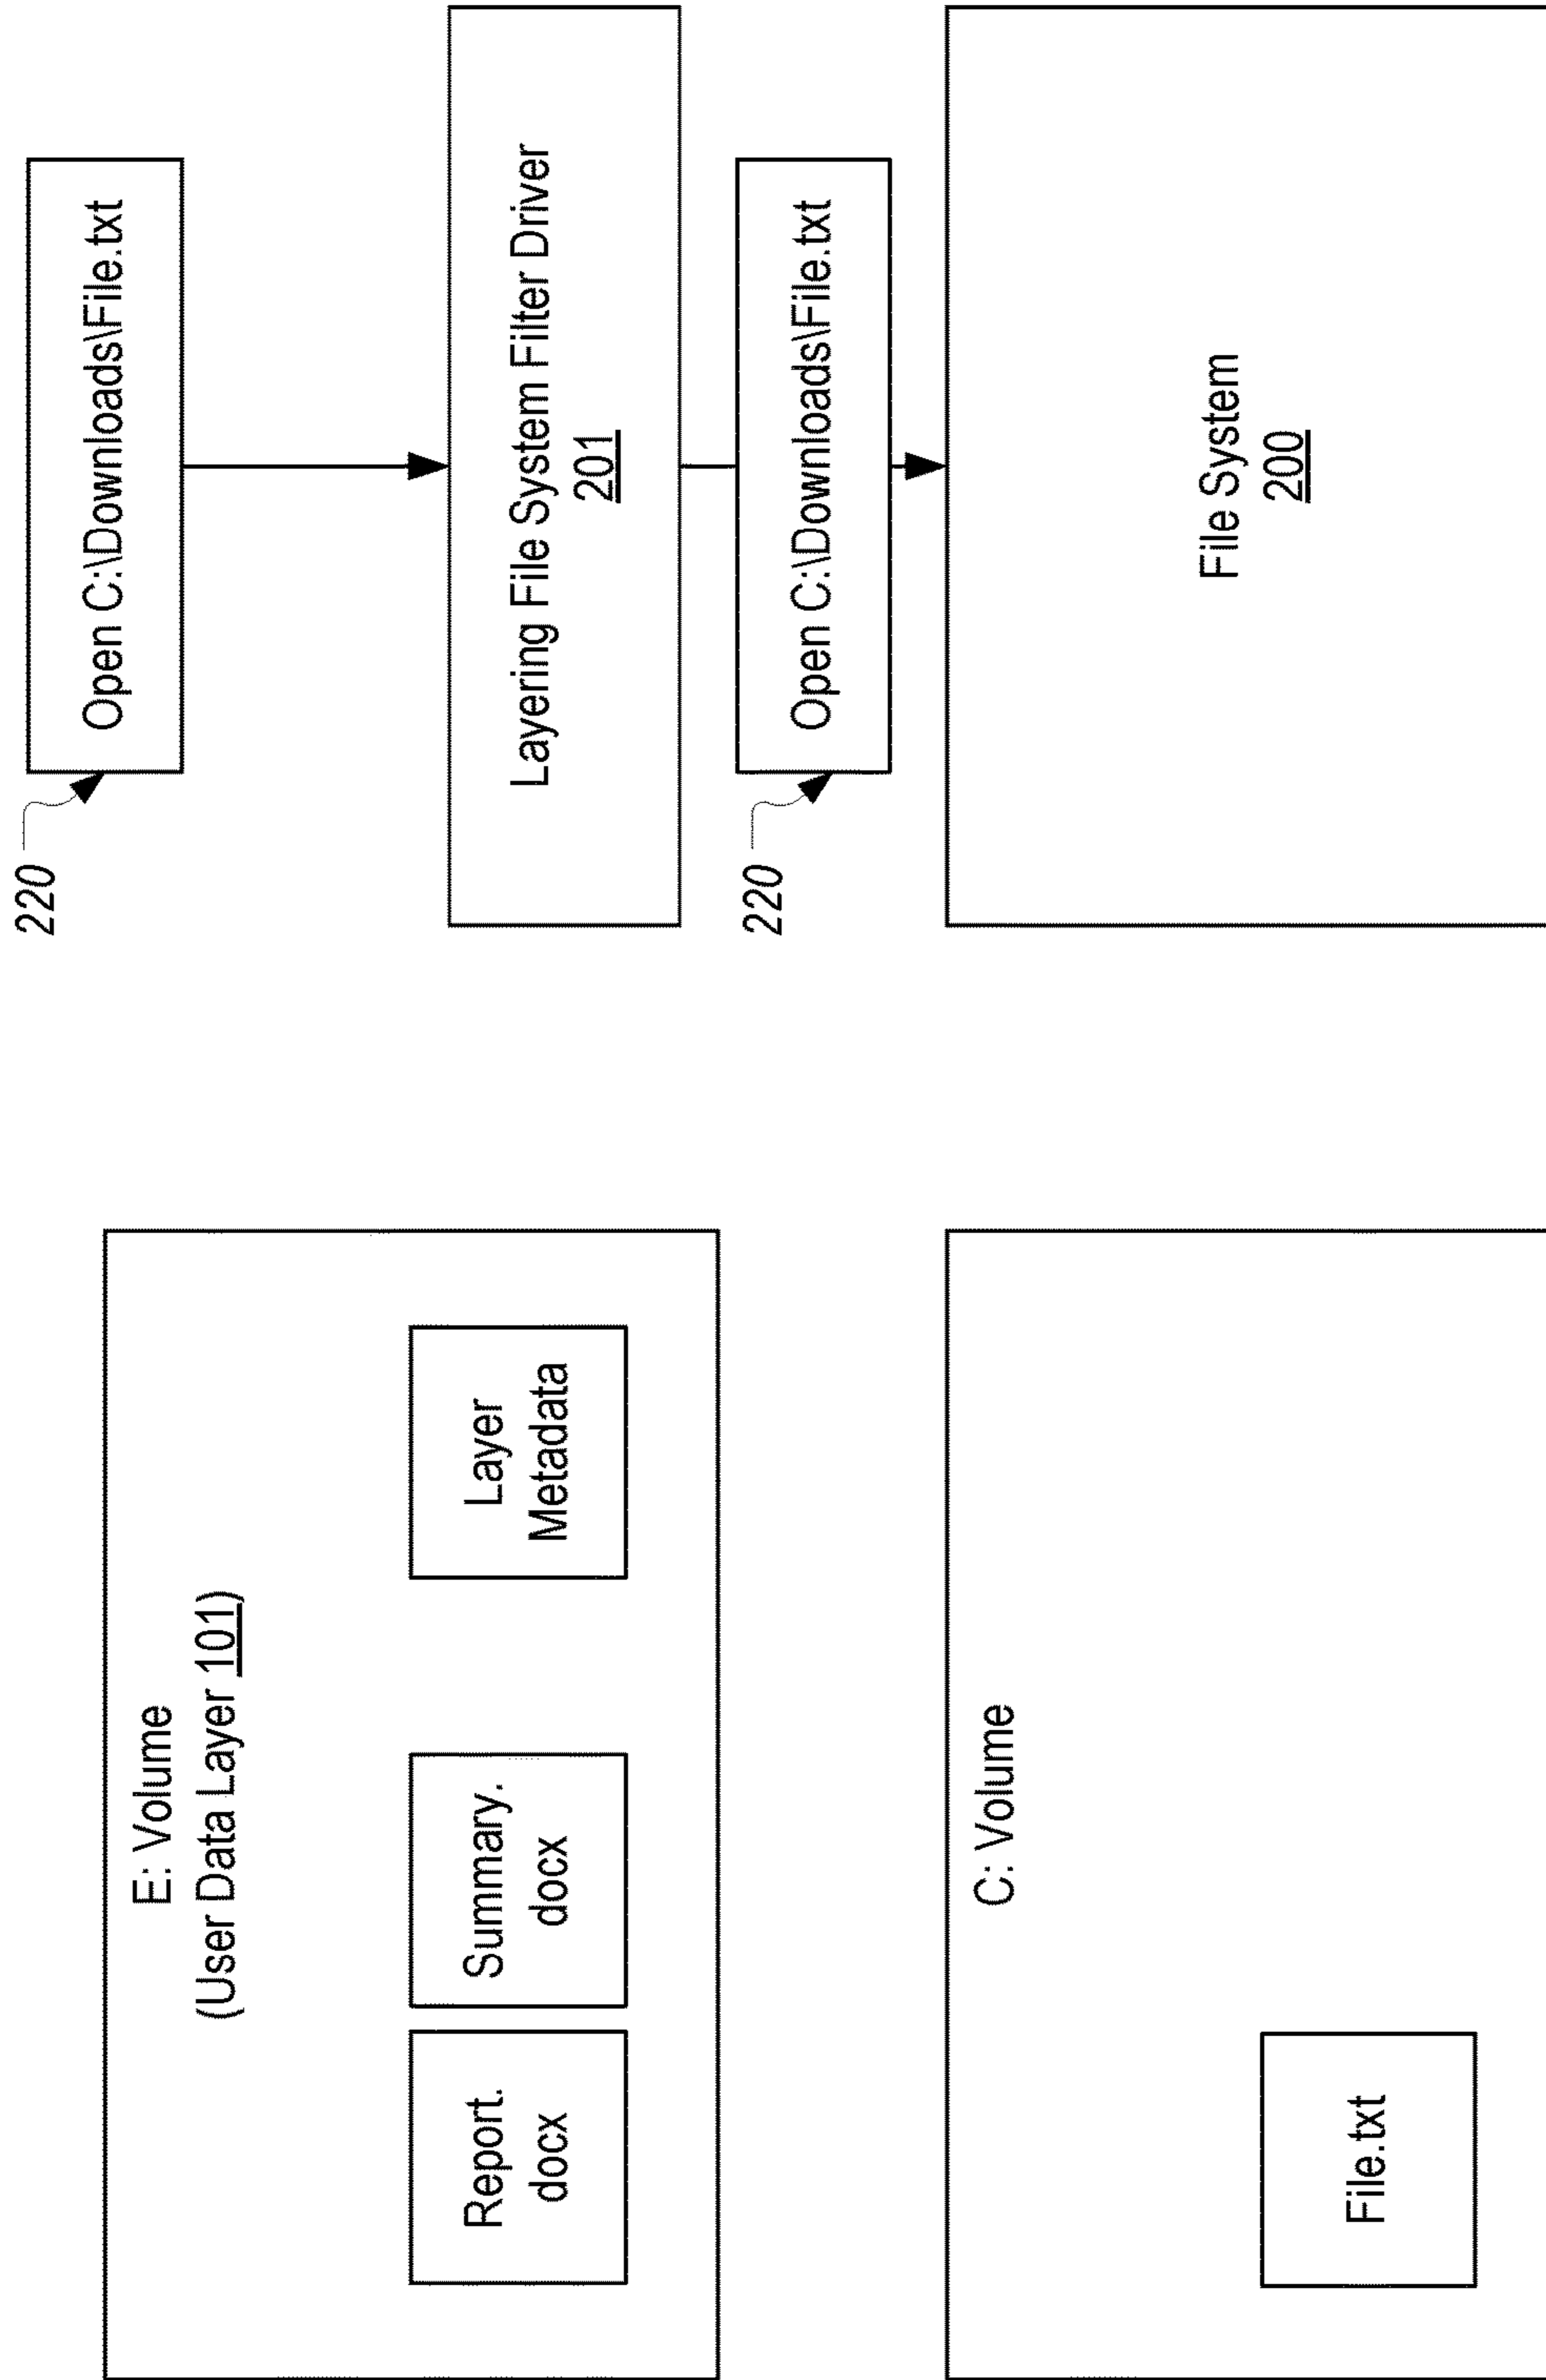 E: Volume
(User Data Layer 101)
Report.
docx
Summary.
docx
Layer
Metadata
C: Volume
File.txt
220
Open C:\Downloads\File.txt
Layering File System Filter Driver
201
220
Open C:\Downloads\File.txt
File System
200